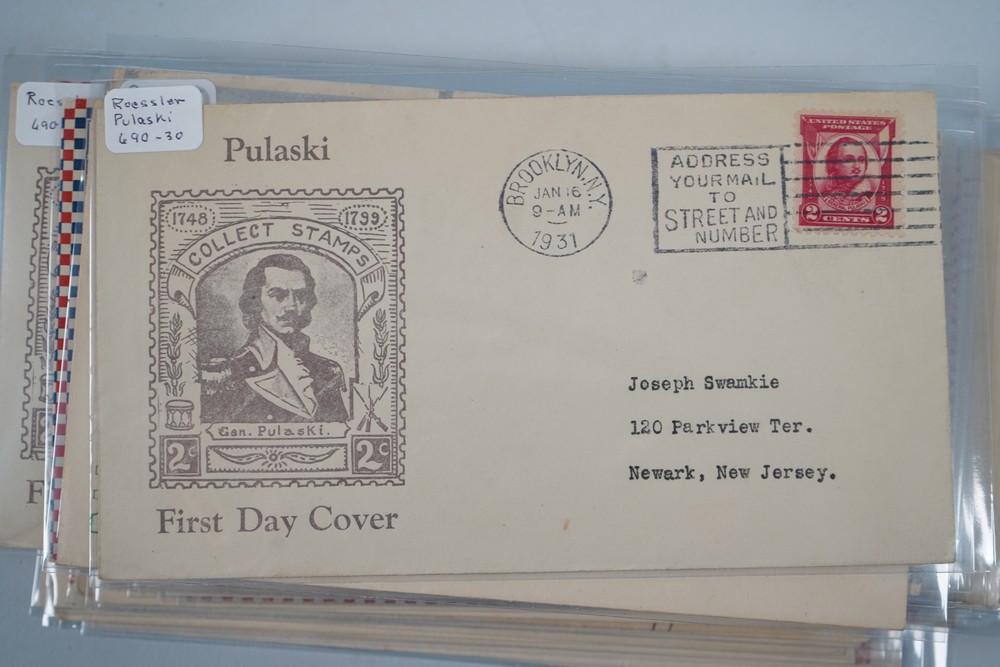 Roessler
Pulaski
690-30
Pulaski
1748
1799
COLLECT STAMPS
Gen. Pulaski.
2c
2c
First Day Cover
BROOKLYN, N.Y.
JAN 16
9-AM
1931
ADDRESS
YOUR MAIL
TO
STREET AND
NUMBER
UNITED STATES
POSTAGE
2 CENTS 2
Joseph Swamkie
120 Parkview Ter.
Newark, New Jersey.
Roes
690
F